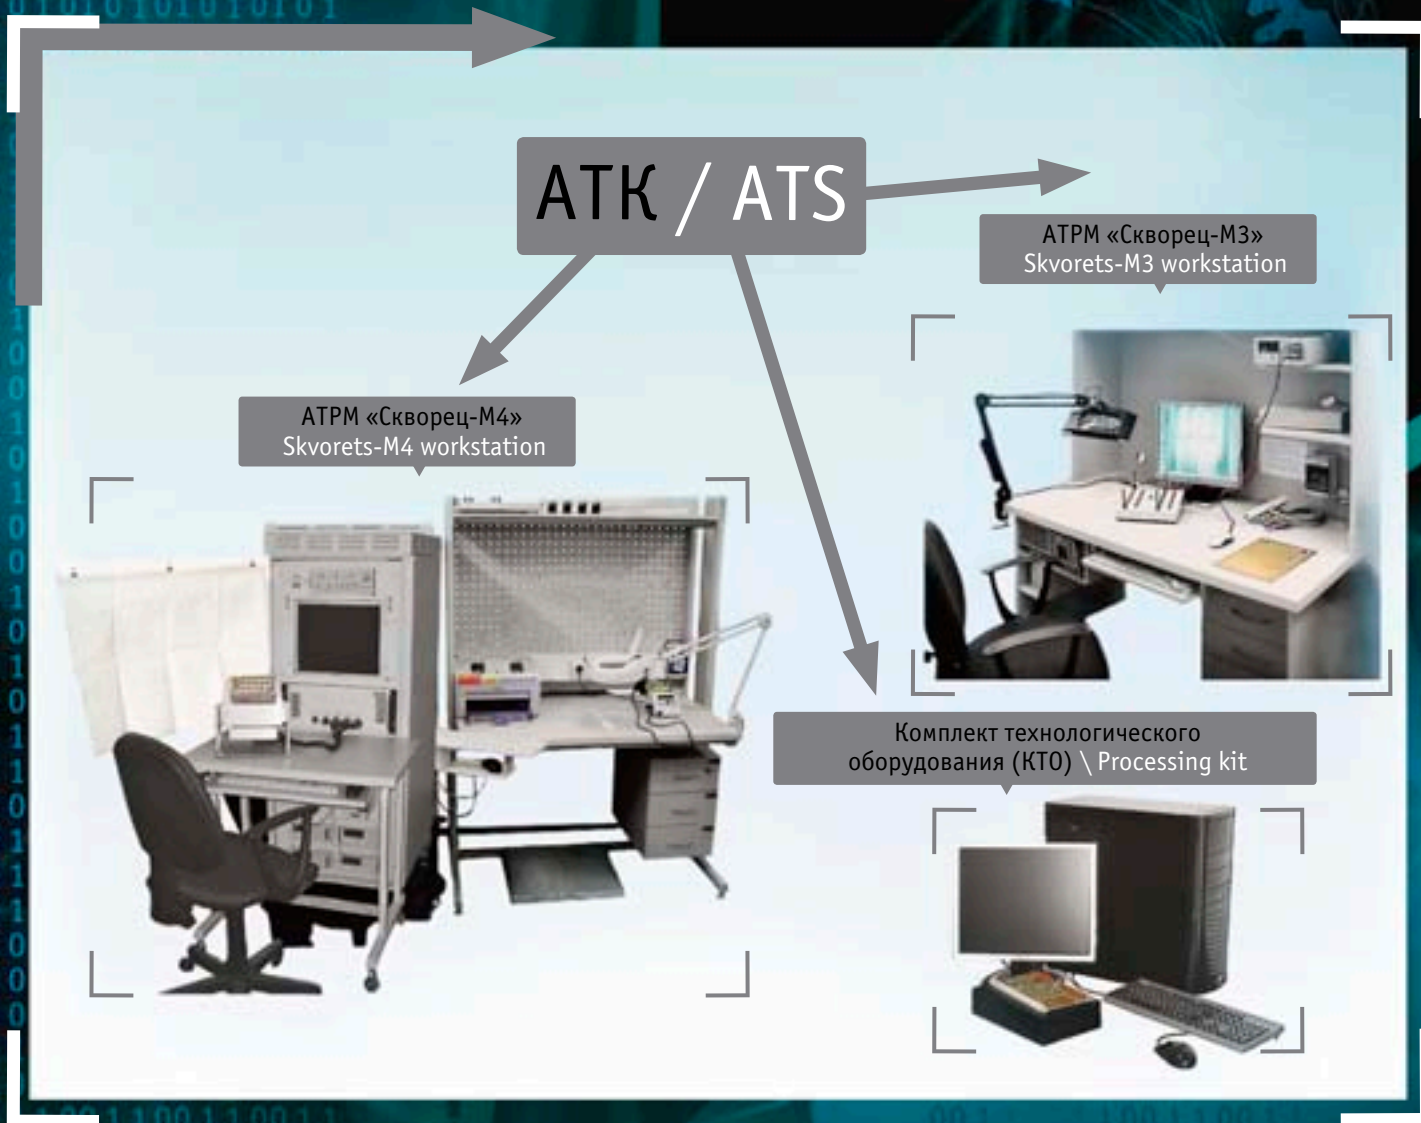 АТК / ATS
АТРМ «Скворец-М3»
Skvorets-M3 workstation
АТРМ «Скворец-М4»
Skvorets-M4 workstation
Комплект технологического
оборудования (КТО) \ Processing kit